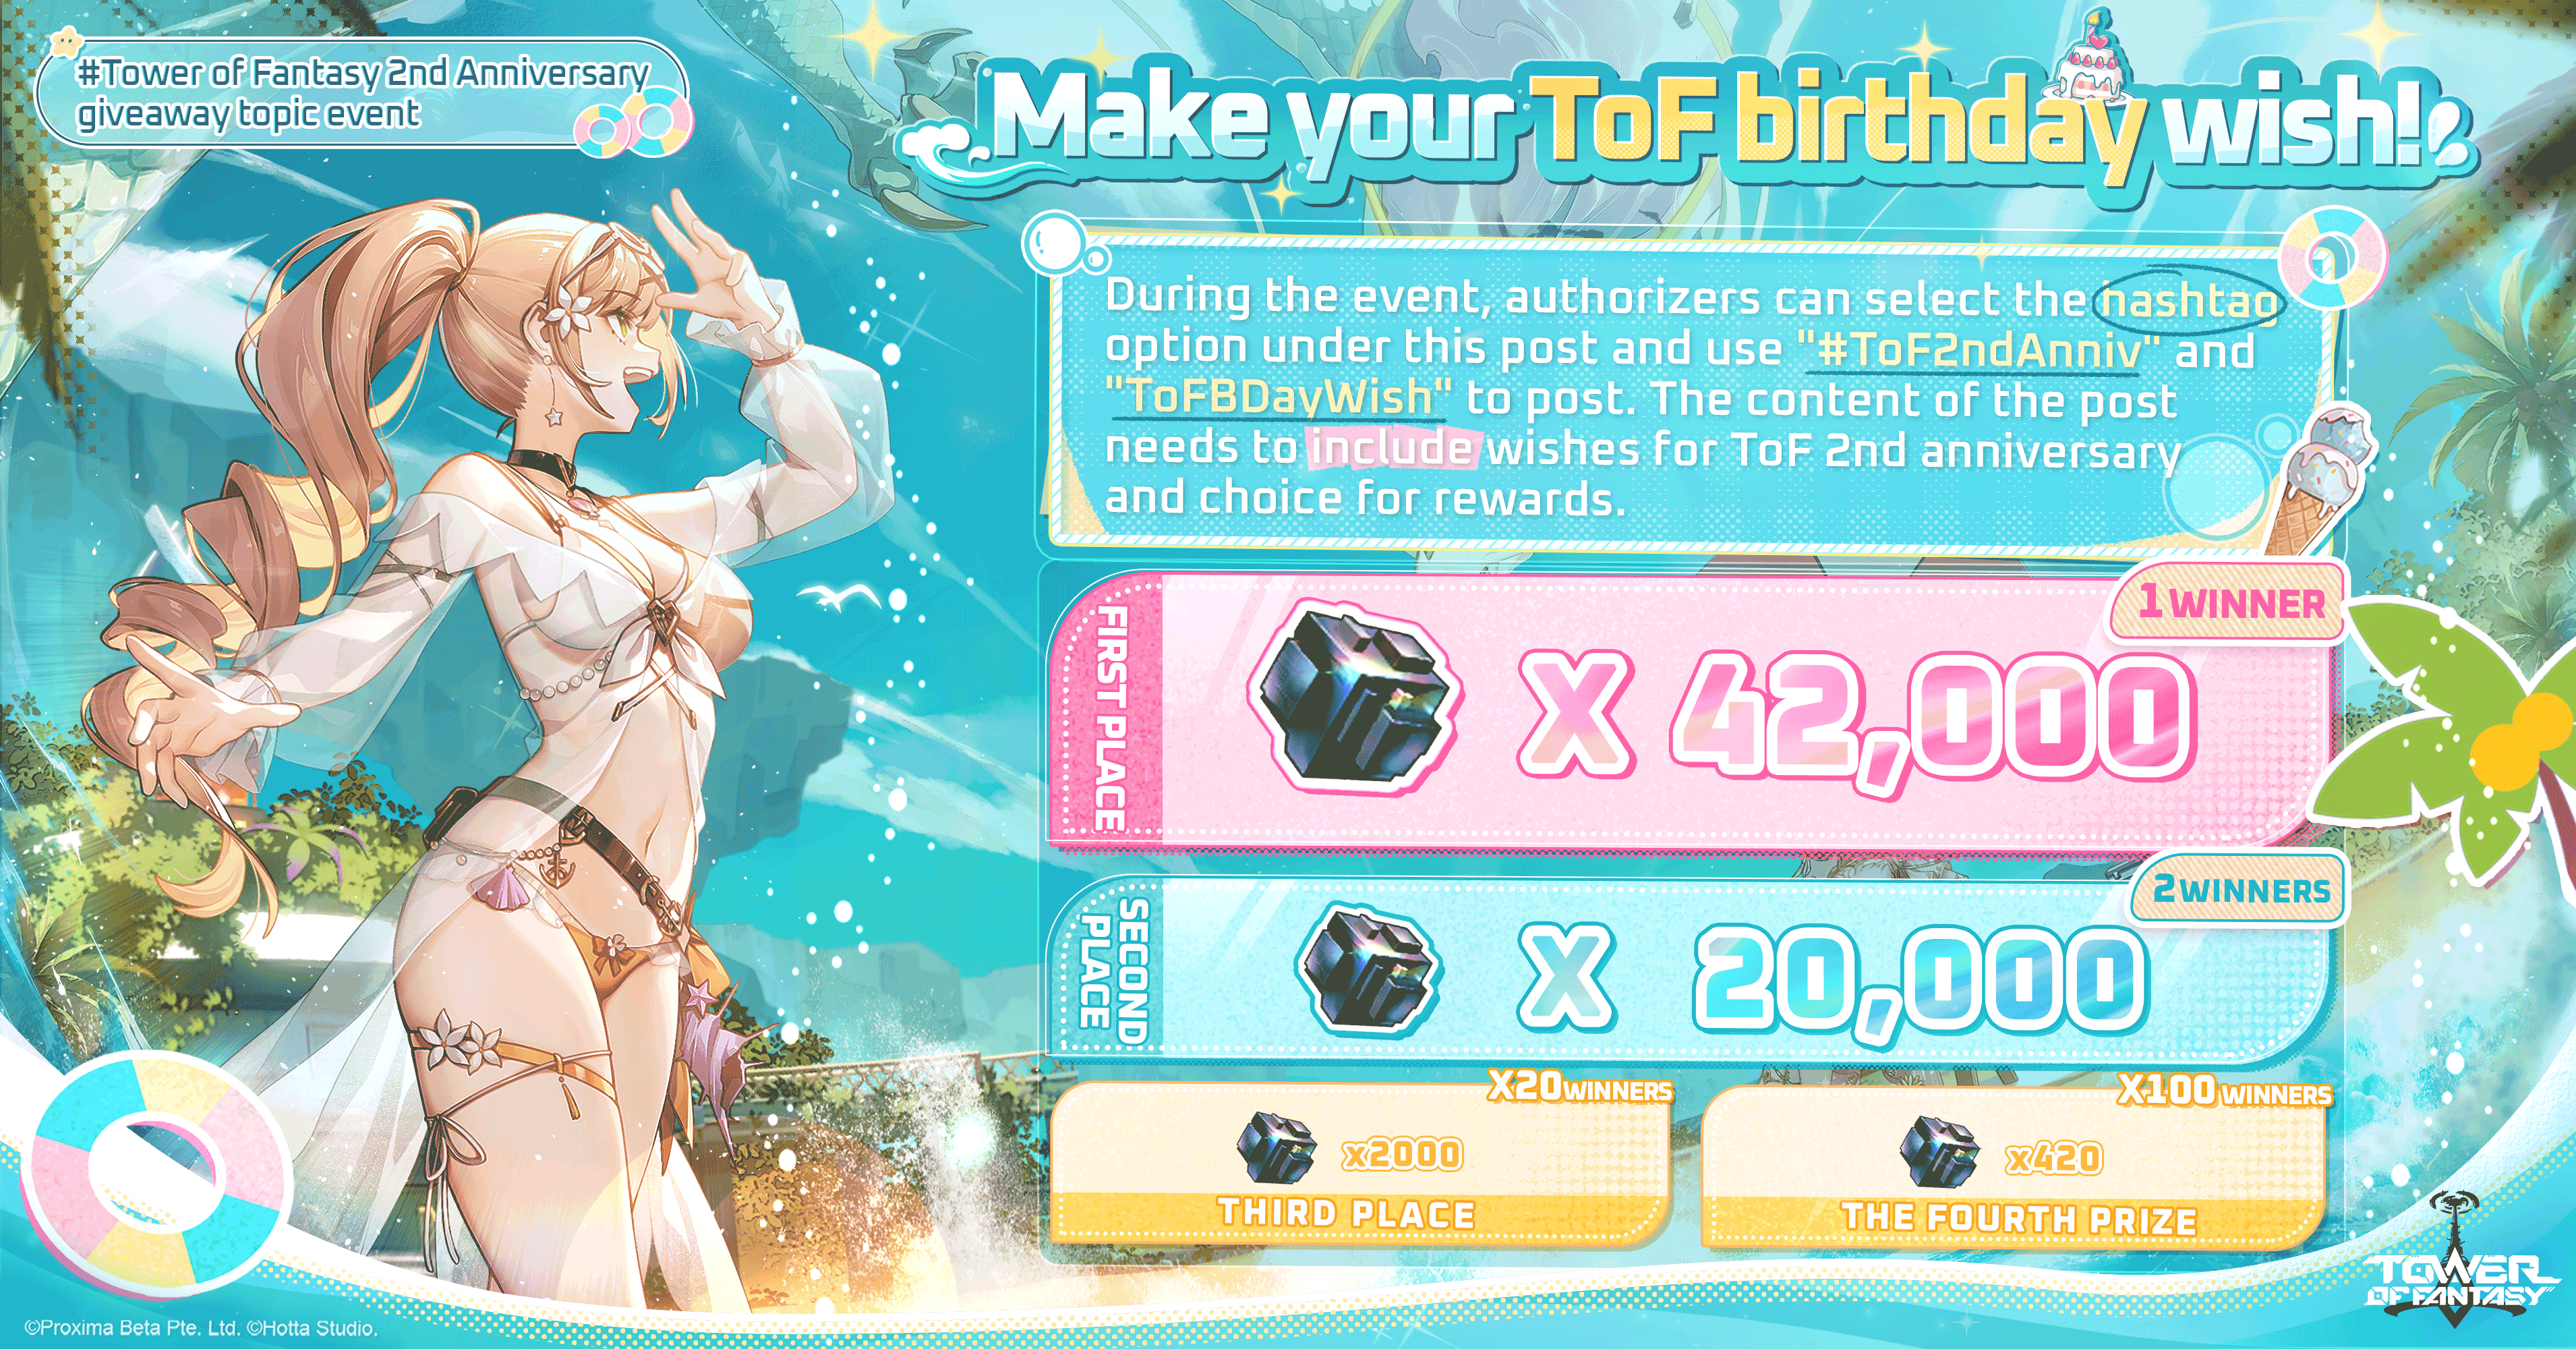 #Tower of Fantasy 2nd Anniversary
giveaway topic event
Make your ToF birthday wish!
During the event, authorizers can select the hashtag
option under this post and use "#ToF2ndAnniv" and
"ToFBDayWish" to post. The content of the post
needs to include wishes for ToF 2nd anniversary
and choice for rewards.
1 WINNER
FIRST PLACE
X 42,000
2 WINNERS
SECOND
PLACE
X 20,000
X20 WINNERS
x2000
THIRD PLACE
X100 WINNERS
x420
THE FOURTH PRIZE
TOWER
OF FANTASY
©Proxima Beta Pte. Ltd. ©Hotta Studio.